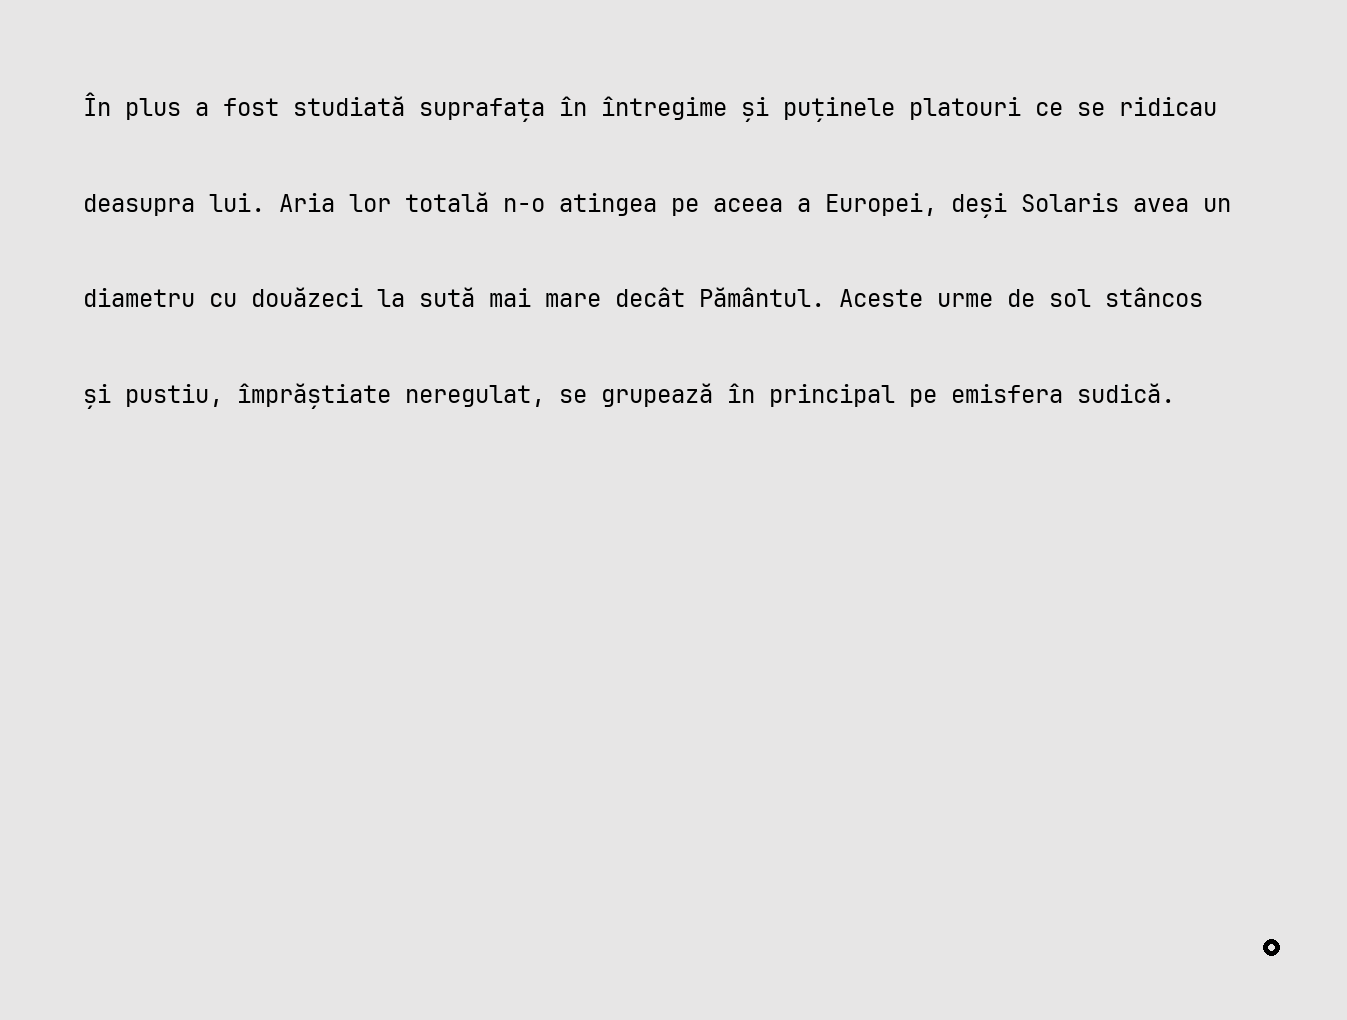 În plus a fost studiată suprafața în întregime și puținele platouri ce se ridicau
deasupra lui. Aria lor totală n-o atingea pe aceea a Europei, deși Solaris avea un
diametru cu douăzeci la sută mai mare decât Pământul. Aceste urme de sol stâncos
și pustiu, împrăștiate neregulat, se grupează în principal pe emisfera sudică.